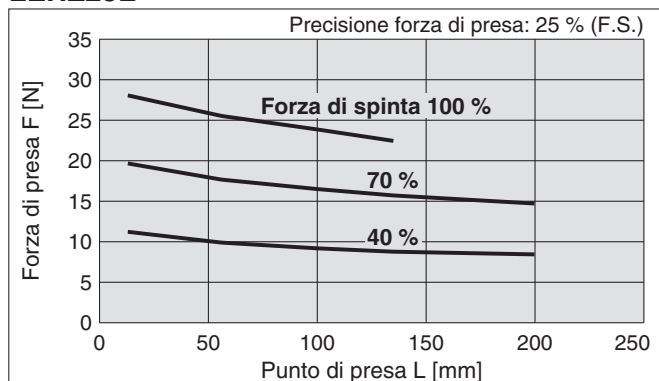 Precisione forza di presa: 25 % (F.S.)
35
30
25
20
15
10
5
0
Forza di presa F [N]
Forza di spinta 100 %
70 %
40 %
0 50 100 150 200 250
Punto di presa L [mm]